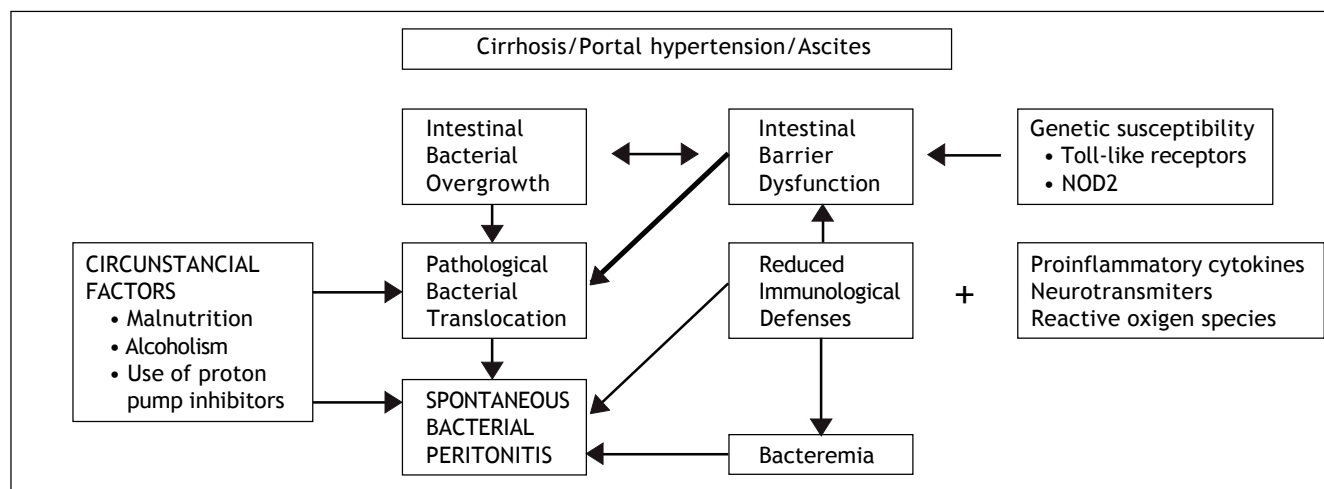 Cirrhosis/Portal hypertension/Ascites
Intestinal
Bacterial
Overgrowth
Intestinal
Barrier
Dysfunction
Genetic susceptibility
• Toll-like receptors
• NOD2
CIRCUNSTANCIAL
FACTORS
• Malnutrition
• Alcoholism
• Use of proton
pump inhibitors
Pathological
Bacterial
Translocation
Reduced
Immunological
Defenses
+
Proinflammatory cytokines
Neurotransmiters
Reactive oxigen species
SPONTANEOUS
BACTERIAL
PERITONITIS
Bacteremia